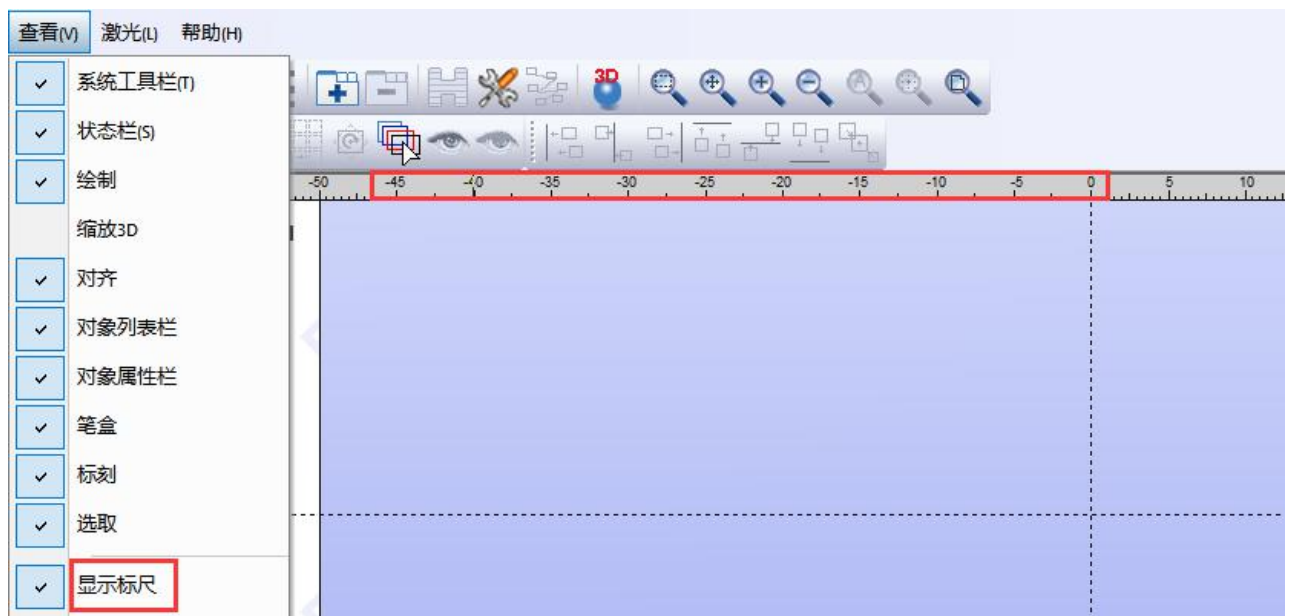 查看(V) 激光(L) 帮助(H)
系统工具栏(T)
3D
状态栏(S)
绘制
-50 -45 -40 -35 -30 -25 -20 -15 -10 -5 0 5 10
缩放3D
对齐
对象列表栏
对象属性栏
笔盒
标刻
选取
显示标尺